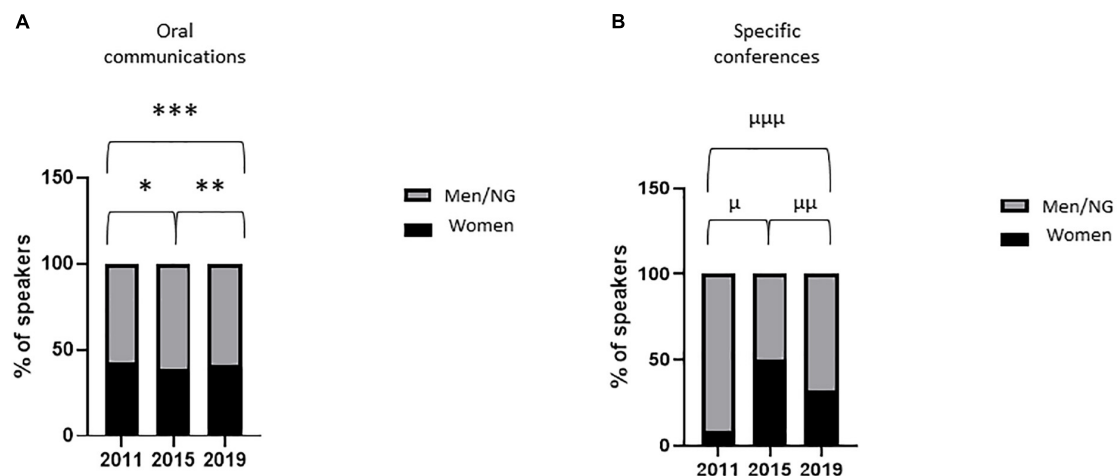 A
Oral
communications
***
* **
150
100
50
0
% of speakers
2011 2015 2019
Men/NG
Women
B
Specific
conferences
μμμ
μ μμ
150
100
50
0
% of speakers
2011 2015 2019
Men/NG
Women